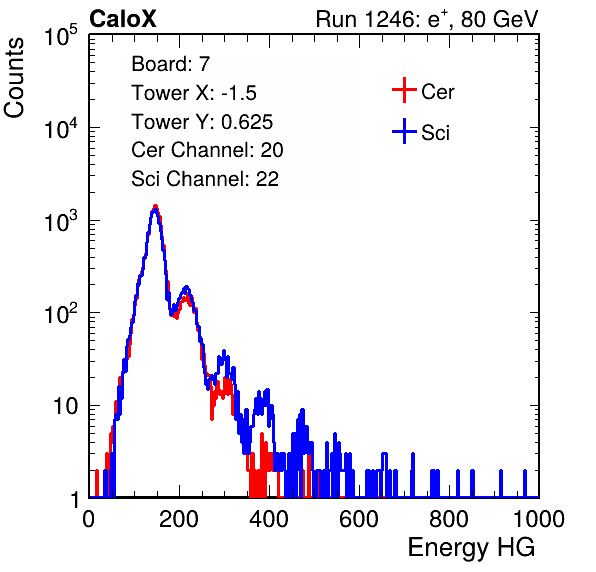 CaloX Run 1246: e⁺, 80 GeV
Counts
Board: 7
Tower X: -1.5
Tower Y: 0.625
Cer Channel: 20
Sci Channel: 22
Cer
Sci
10⁵
10⁴
10³
10²
10
1
0 200 400 600 800 1000
Energy HG